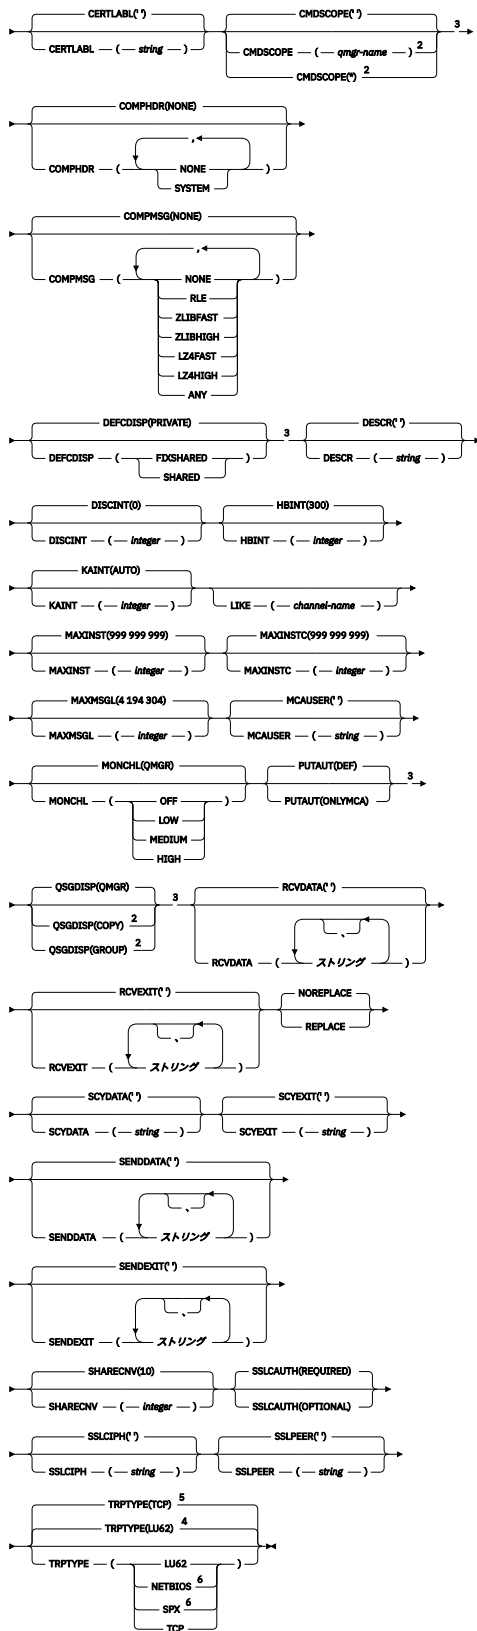 CERTLABL(' ') CMDSCOPE(' ') 3
CERTLABL ( string ) CMDSCOPE ( qmgr-name ) 2
CMDSCOPE(*) 2
COMPHDR(NONE)
,
COMPHDR ( NONE )
SYSTEM
COMPMSG(NONE)
,
COMPMSG ( NONE )
RLE
ZLIBFAST
ZLIBHIGH
LZ4FAST
LZ4HIGH
ANY
DEFCDISP(PRIVATE) 3 DESCR(' ')
DEFCDISP ( FIXSHARED ) DESCR ( string )
SHARED
DISCINT(0) HBINT(300)
DISCINT ( integer ) HBINT ( integer )
KAINT(AUTO)
KAINT ( integer ) LIKE ( channel-name )
MAXINST(999 999 999) MAXINSTC(999 999 999)
MAXINST ( integer ) MAXINSTC ( integer )
MAXMSGL(4 194 304) MCAUSER(' ')
MAXMSGL ( integer ) MCAUSER ( string )
MONCHL(QMGR) PUTAUT(DEF) 3
MONCHL ( OFF ) PUTAUT(ONLYMCA)
LOW
MEDIUM
HIGH
QSGDISP(QMGR) 3 RCVDATA(' ')
QSGDISP(COPY) 2
、
QSGDISP(GROUP) 2 RCVDATA ( ストリング )
RCVEXIT(' ') NOREPLACE
、 REPLACE
RCVEXIT ( ストリング )
SCYDATA(' ') SCYEXIT(' ')
SCYDATA ( string ) SCYEXIT ( string )
SENDDATA(' ')
、
SENDDATA ( ストリング )
SENDEXIT(' ')
、
SENDEXIT ( ストリング )
SHARECNV(10) SSLCAUTH(REQUIRED)
SHARECNV ( integer ) SSLCAUTH(OPTIONAL)
SSLCIPH(' ') SSLPEER(' ')
SSLCIPH ( string ) SSLPEER ( string )
TRPTYPE(TCP) 5
TRPTYPE(LU62) 4
TRPTYPE ( LU62 )
NETBIOS 6
SPX 6
TCP